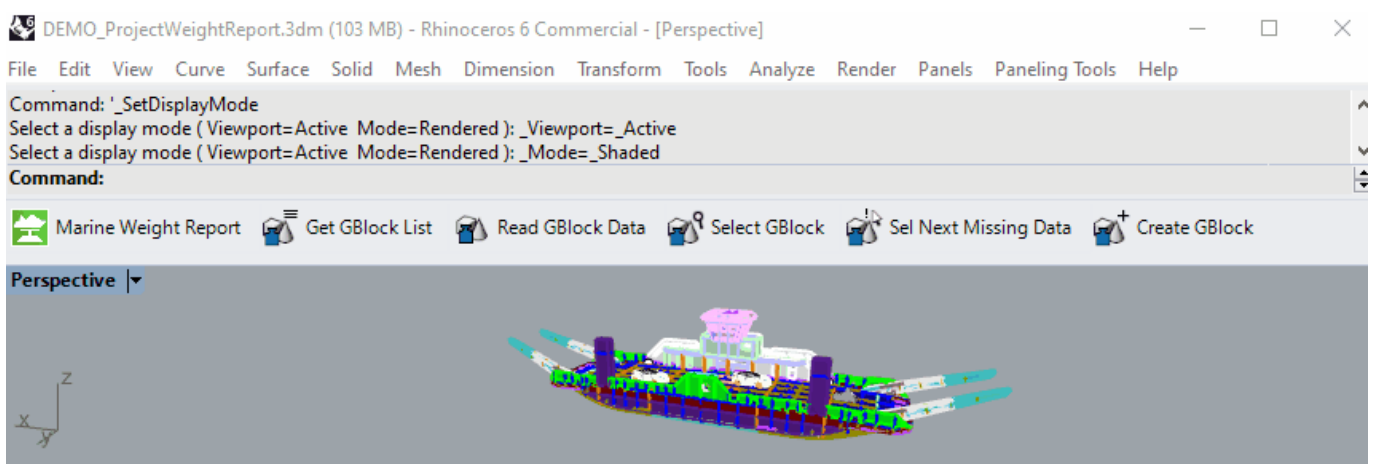 DEMO_ProjectWeightReport.3dm (103 MB) - Rhinoceros 6 Commercial - [Perspective]
File Edit View Curve Surface Solid Mesh Dimension Transform Tools Analyze Render Panels Paneling Tools Help
Command: '_SetDisplayMode
Select a display mode ( Viewport=Active Mode=Rendered ): _Viewport=_Active
Select a display mode ( Viewport=Active Mode=Rendered ): _Mode=_Shaded
Command:
Marine Weight Report Get GBlock List Read GBlock Data Select GBlock Sel Next Missing Data Create GBlock
Perspective
z
x
y